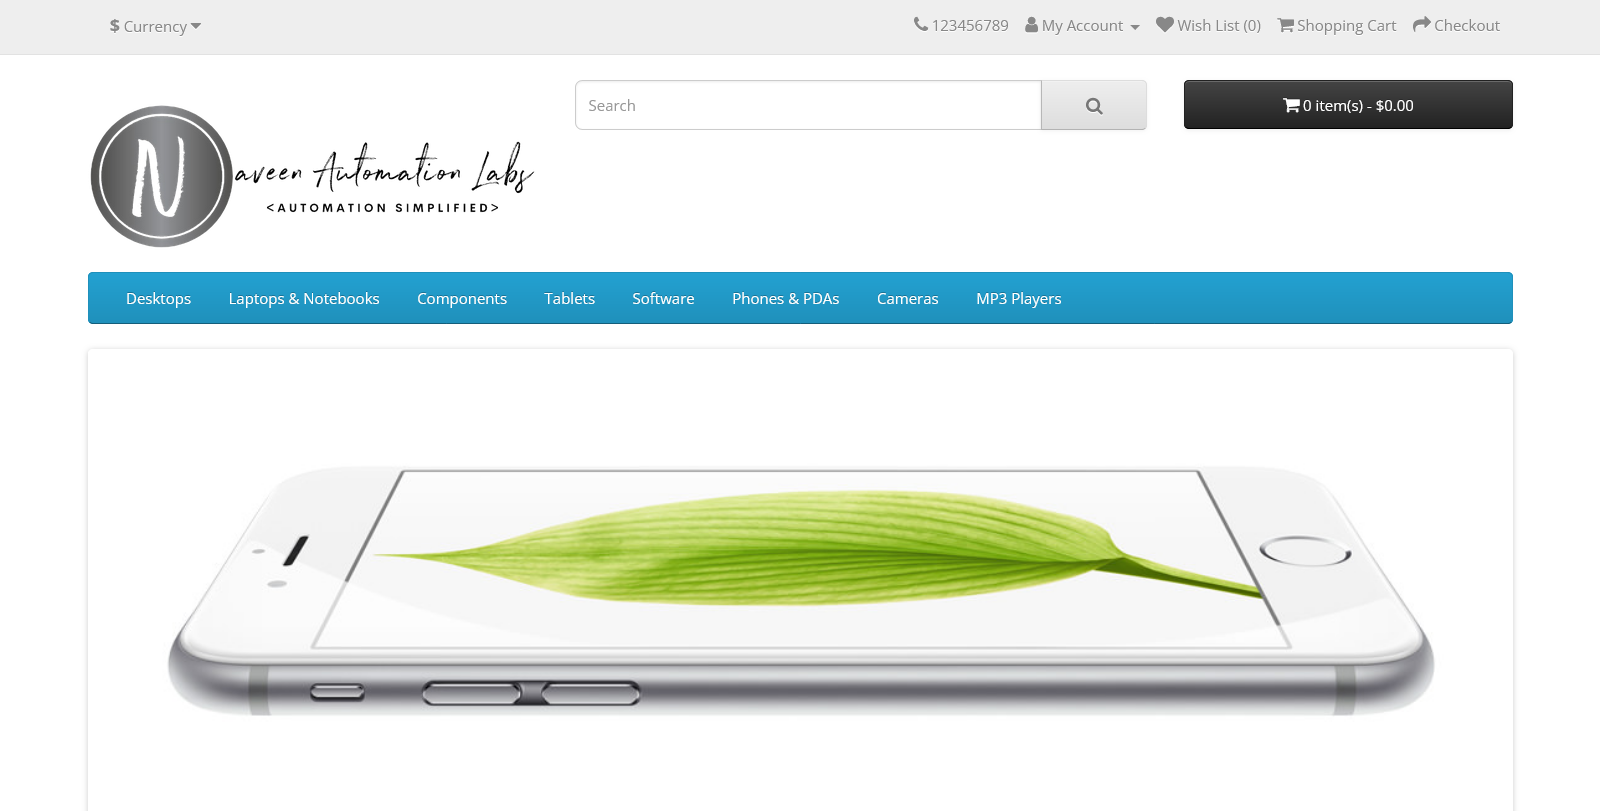 $ Currency
123456789 My Account Wish List (0) Shopping Cart Checkout
Search
0 item(s) - $0.00
Naveen Automation Labs
<AUTOMATION SIMPLIFIED>
Desktops Laptops & Notebooks Components Tablets Software Phones & PDAs Cameras MP3 Players